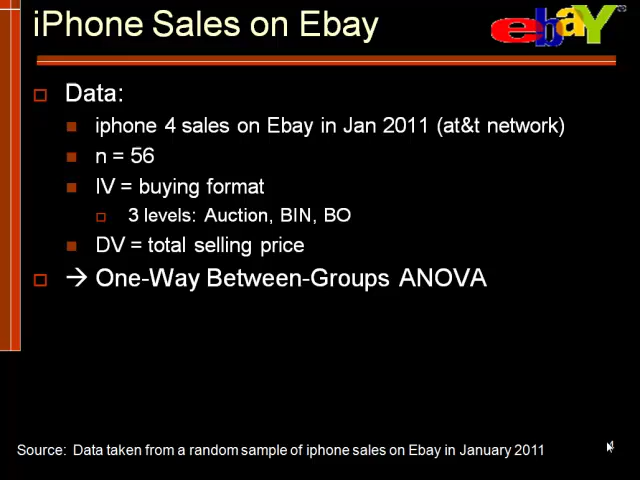 iPhone Sales on Ebay
ebaY
Data:
iphone 4 sales on Ebay in Jan 2011 (at&t network)
n = 56
IV = buying format
3 levels: Auction, BIN, BO
DV = total selling price
→ One-Way Between-Groups ANOVA
Source: Data taken from a random sample of iphone sales on Ebay in January 2011
4